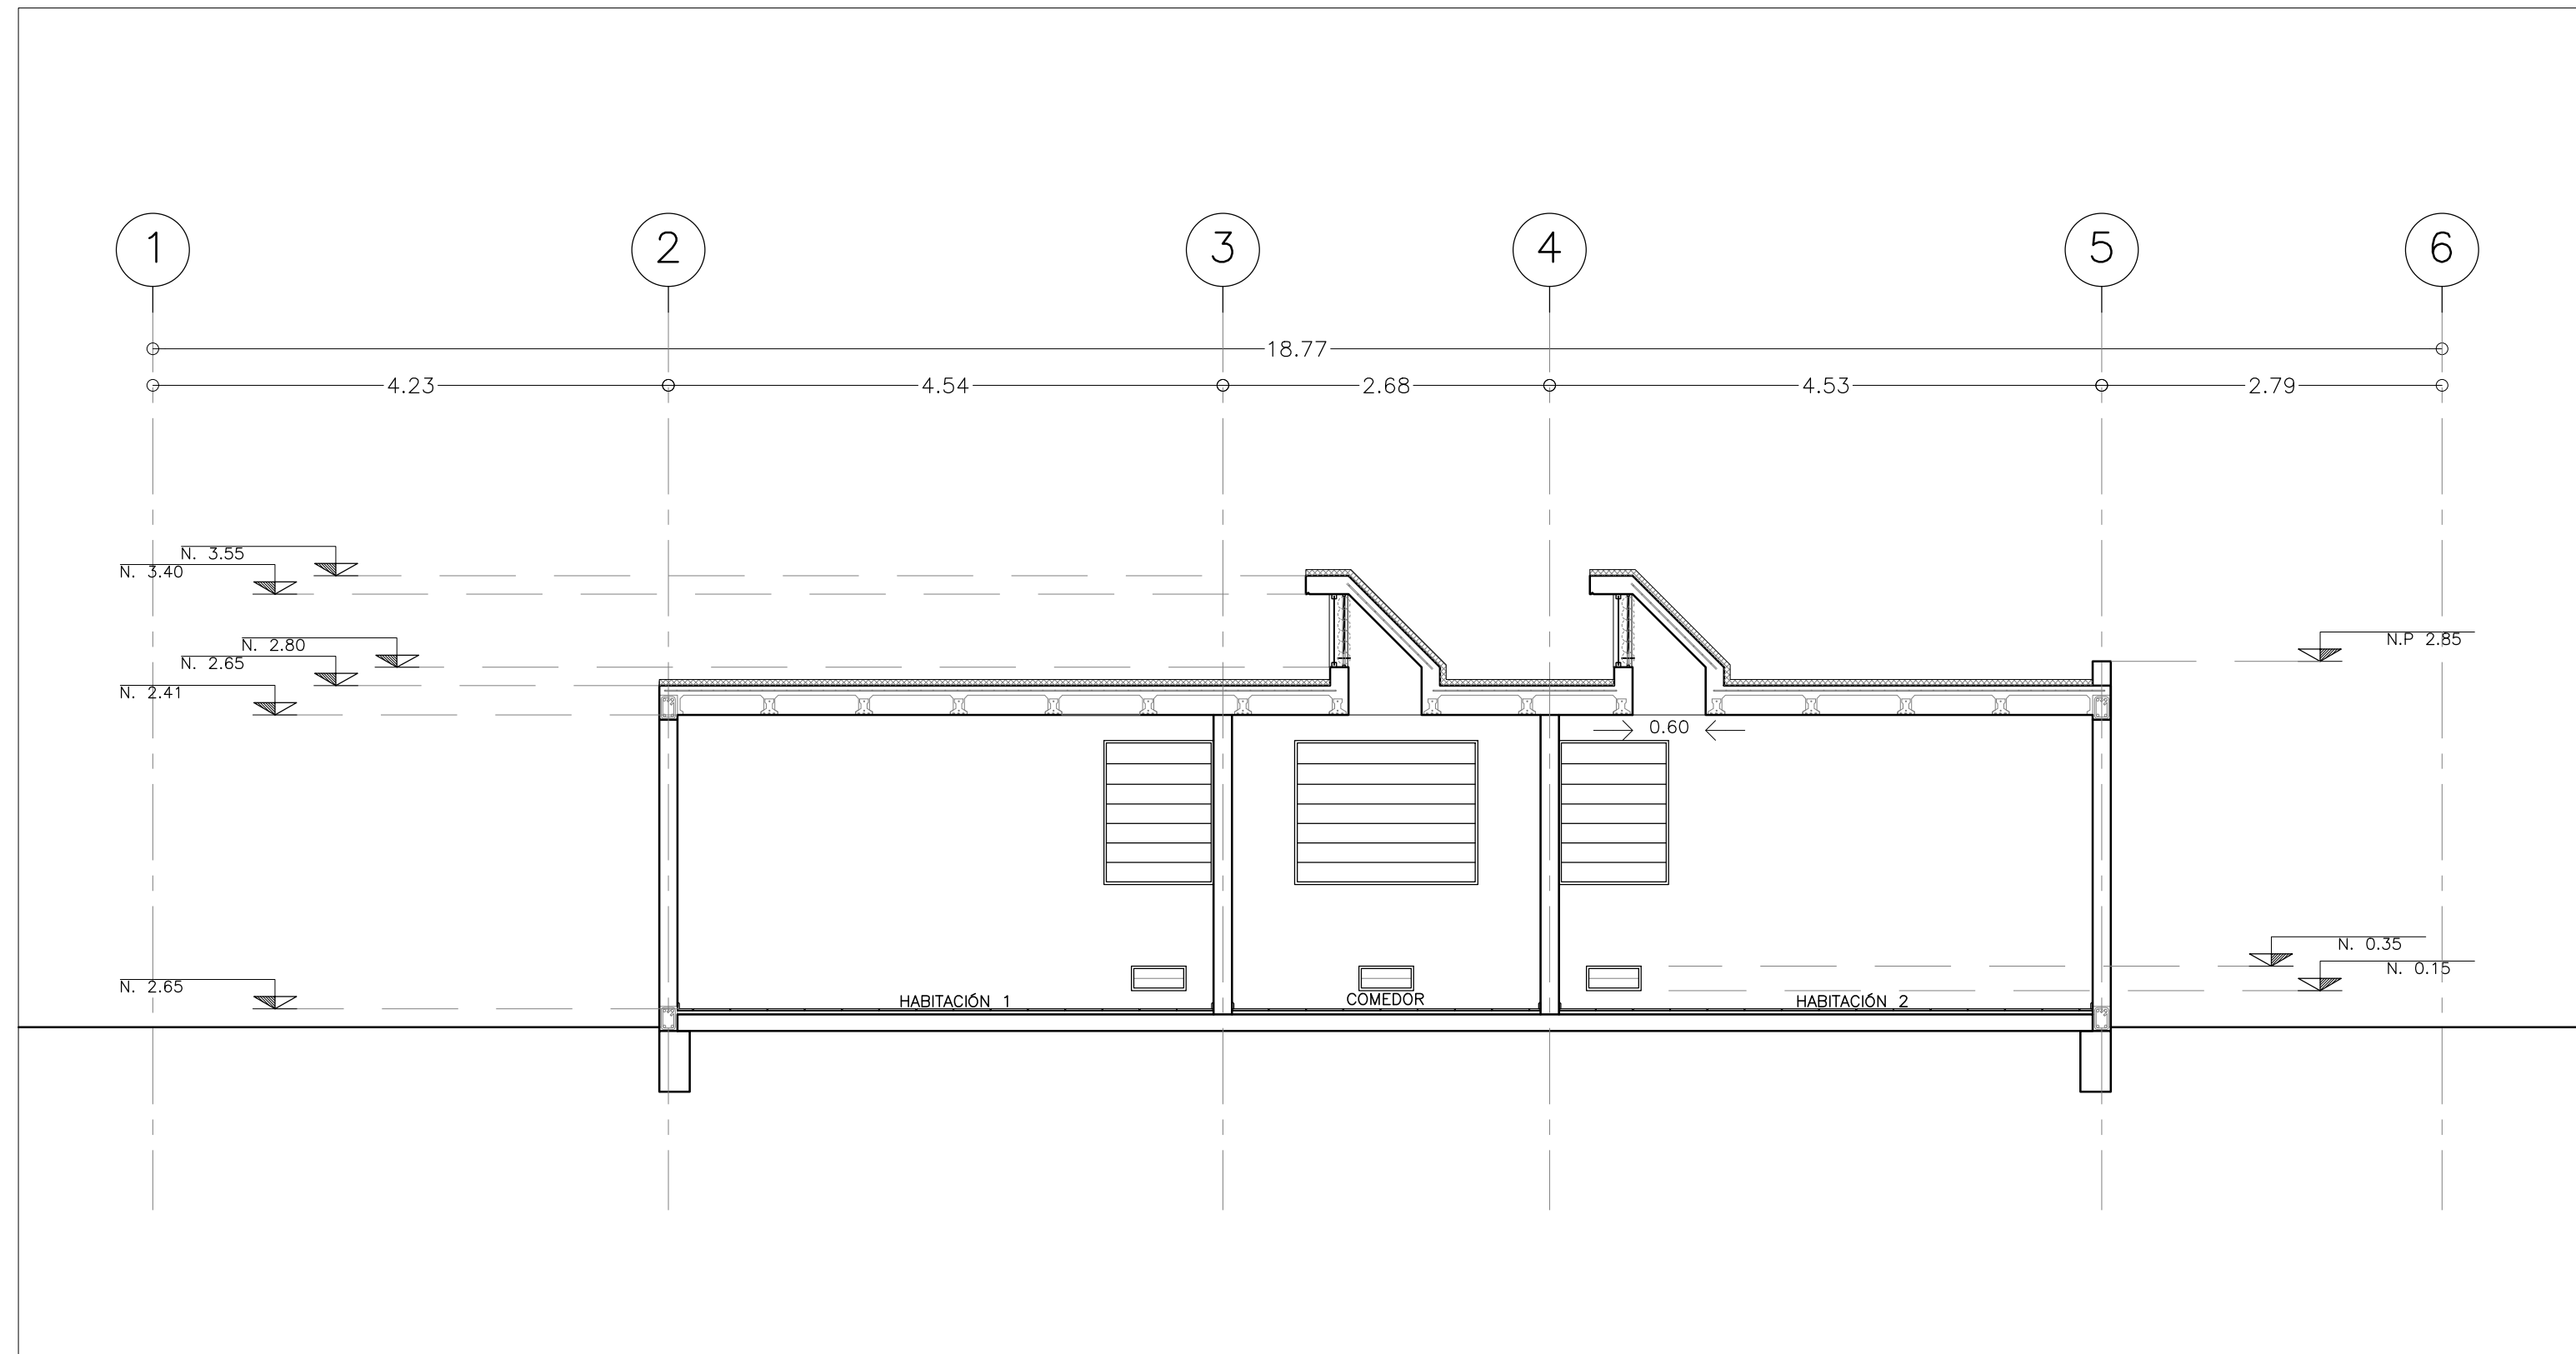 1 2 3 4 5 6
18.77
4.23 4.54 2.68 4.53 2.79
N. 3.55
N. 3.40
N. 2.80
N.P 2.85
N. 2.65
N. 2.41
0.60
N. 0.35
N. 0.15
N. 2.65
HABITACIÓN 1 COMEDOR HABITACIÓN 2